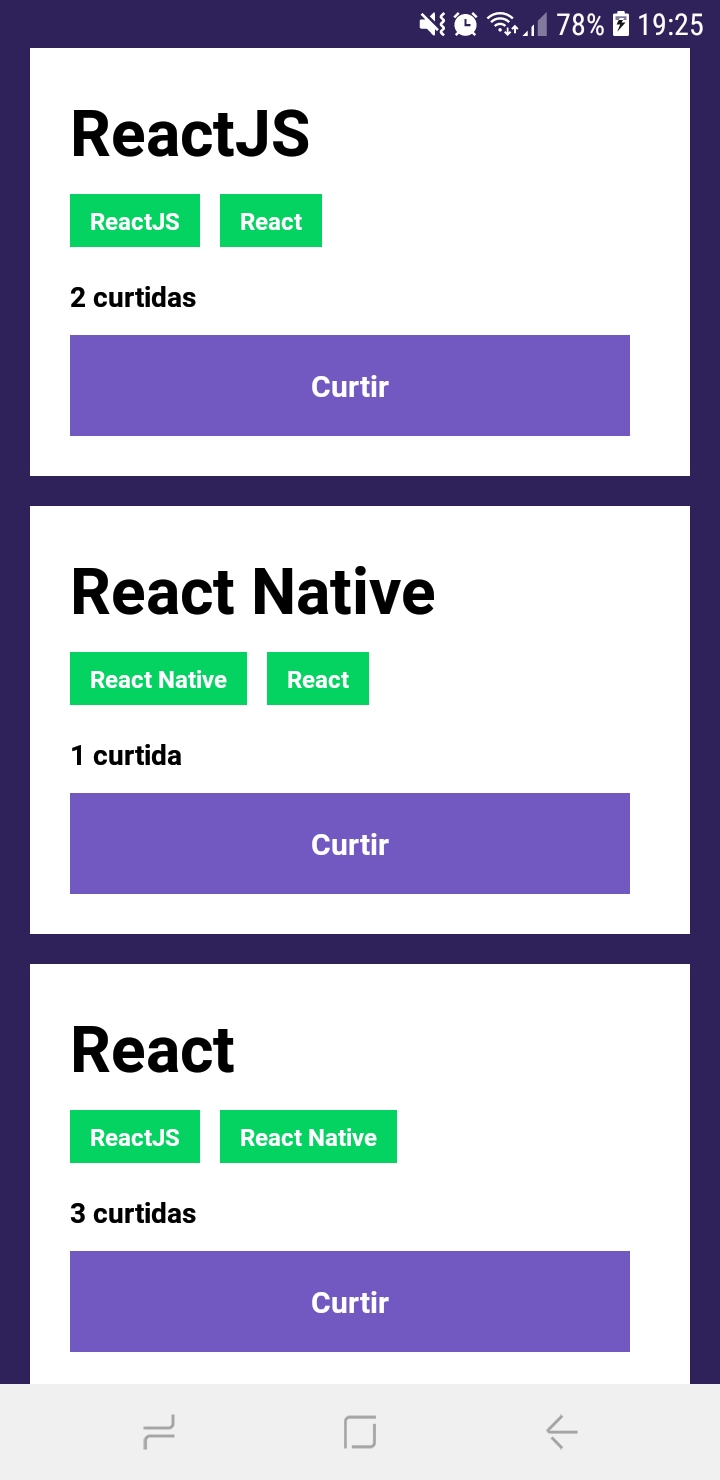 78% 19:25
ReactJS
ReactJS React
2 curtidas
Curtir
React Native
React Native React
1 curtida
Curtir
React
ReactJS React Native
3 curtidas
Curtir